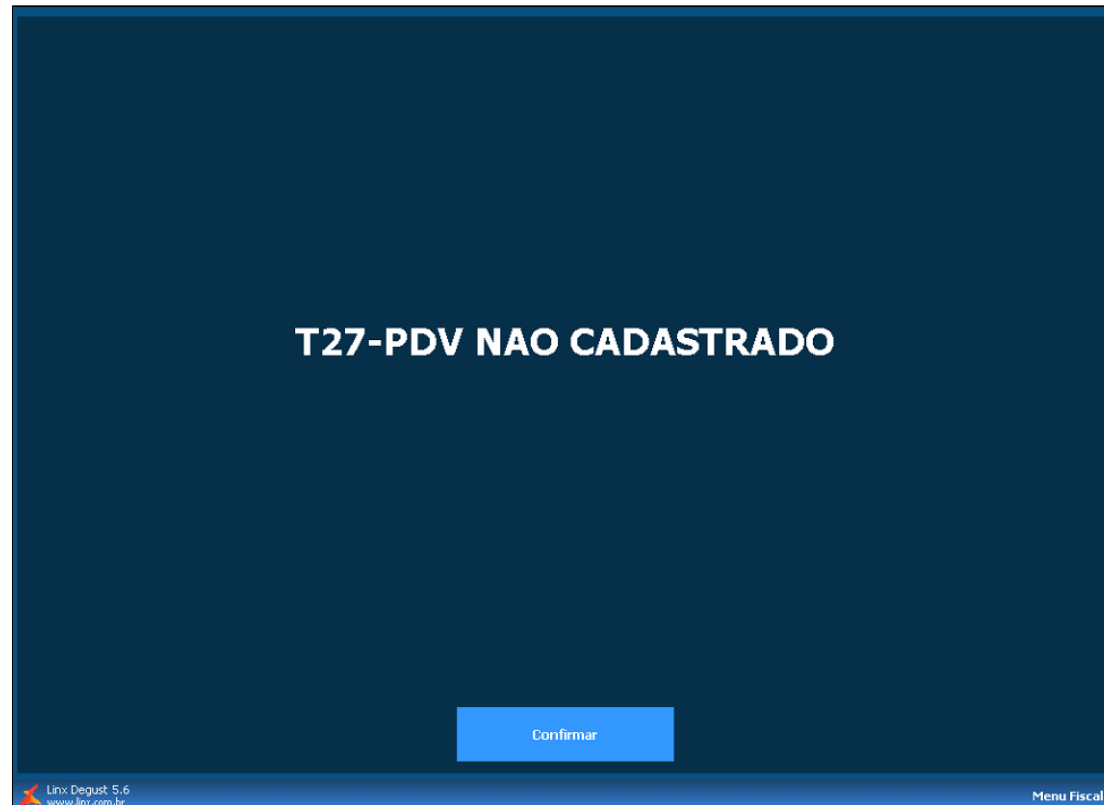 T27-PDV NAO CADASTRADO
Confirmar
Linx Degust 5.6
www.linx.com.br
Menu Fiscal